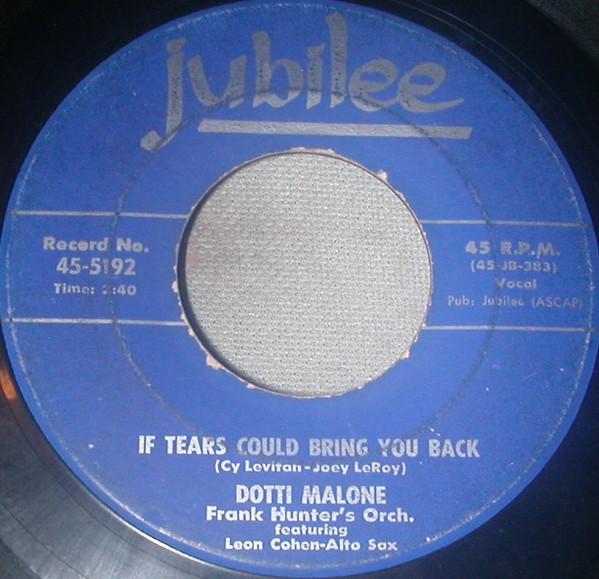 jubilee
Record No.
45-5192
Time: 2:40
45 R.P.M.
(45-JB-383)
Vocal
Pub: Jubilee (ASCAP)
IF TEARS COULD BRING YOU BACK
(Cy Levitan-Joey LeRoy)
DOTTI MALONE
Frank Hunter's Orch.
featuring
Leon Cohen-Alto Sax